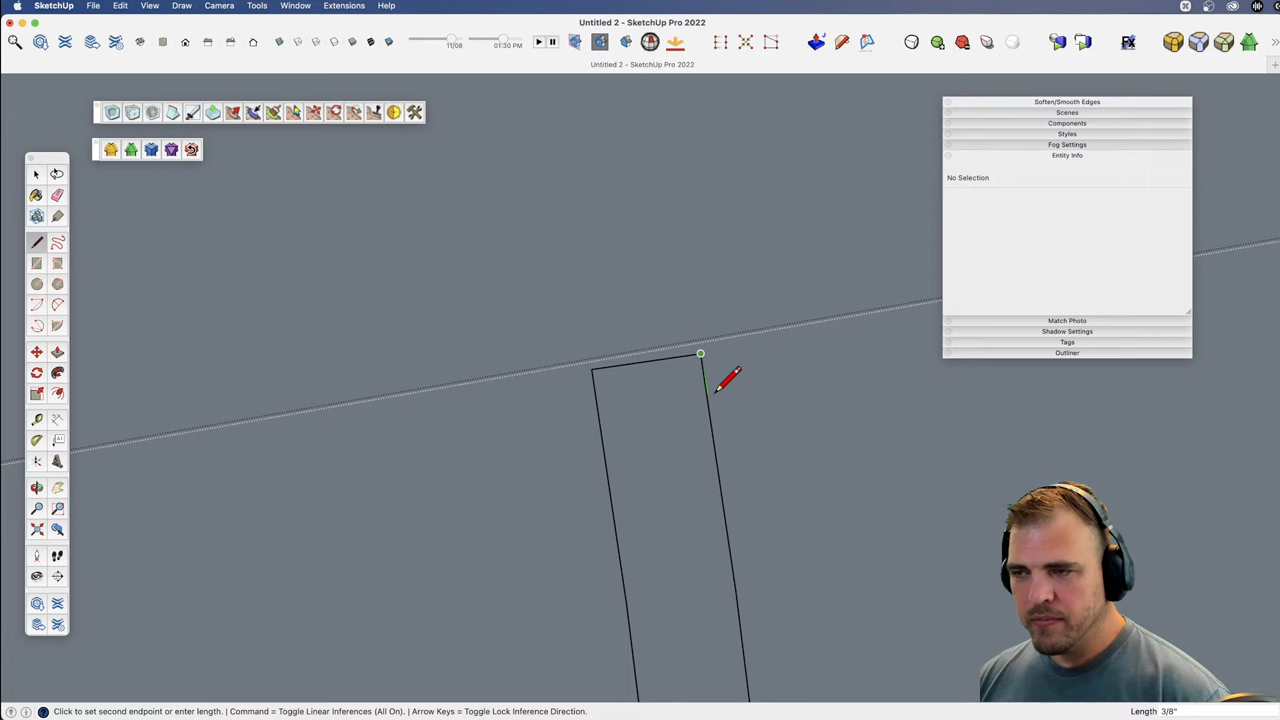 SketchUp File Edit View Draw Camera Tools Window Extensions Help
Untitled 2 - SketchUp Pro 2022
11/08 01:30 PM
Untitled 2 - SketchUp Pro 2022
Soften/Smooth Edges
Scenes
Components
Styles
Fog Settings
Entity Info
No Selection
Match Photo
Shadow Settings
Tags
Outliner
Click to set second endpoint or enter length. | Command = Toggle Linear Inferences (All On). | Arrow Keys = Toggle Lock Inference Direction. Length 3/8"